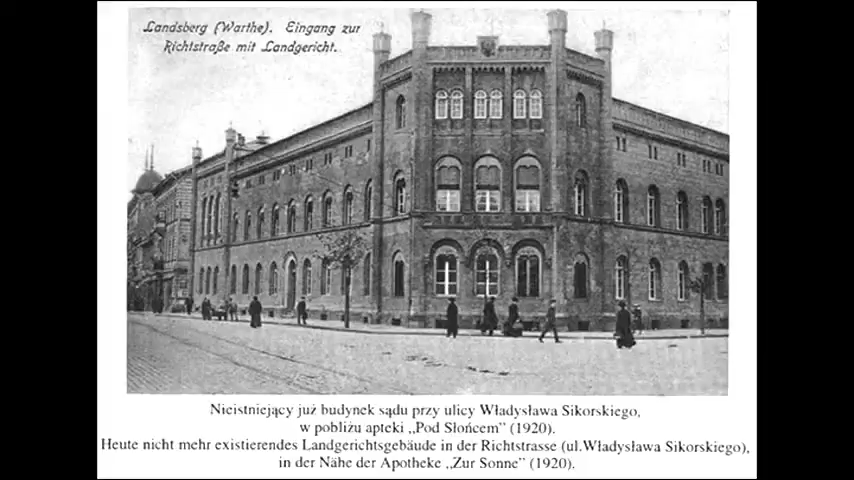 Landsberg (Warthe). Eingang zur
Richtstraße mit Landgericht.
Nieistniejący już budynek sądu przy ulicy Władysława Sikorskiego,
w pobliżu apteki „Pod Słońcem” (1920).
Heute nicht mehr existierendes Landgerichtsgebäude in der Richtstrasse (ul.Władysława Sikorskiego),
in der Nähe der Apotheke „Zur Sonne” (1920).